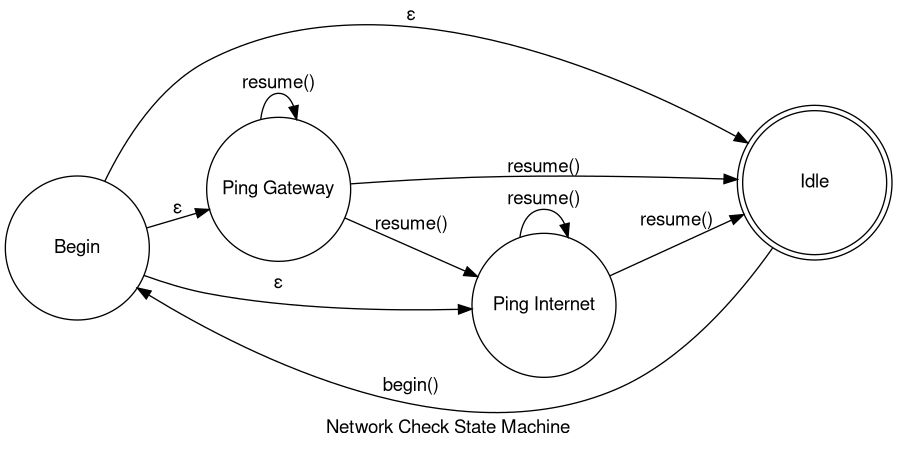 ε
resume()
Ping Gateway
resume()
Idle
resume()
ε
resume()
resume()
Begin
ε
Ping Internet
begin()
Network Check State Machine